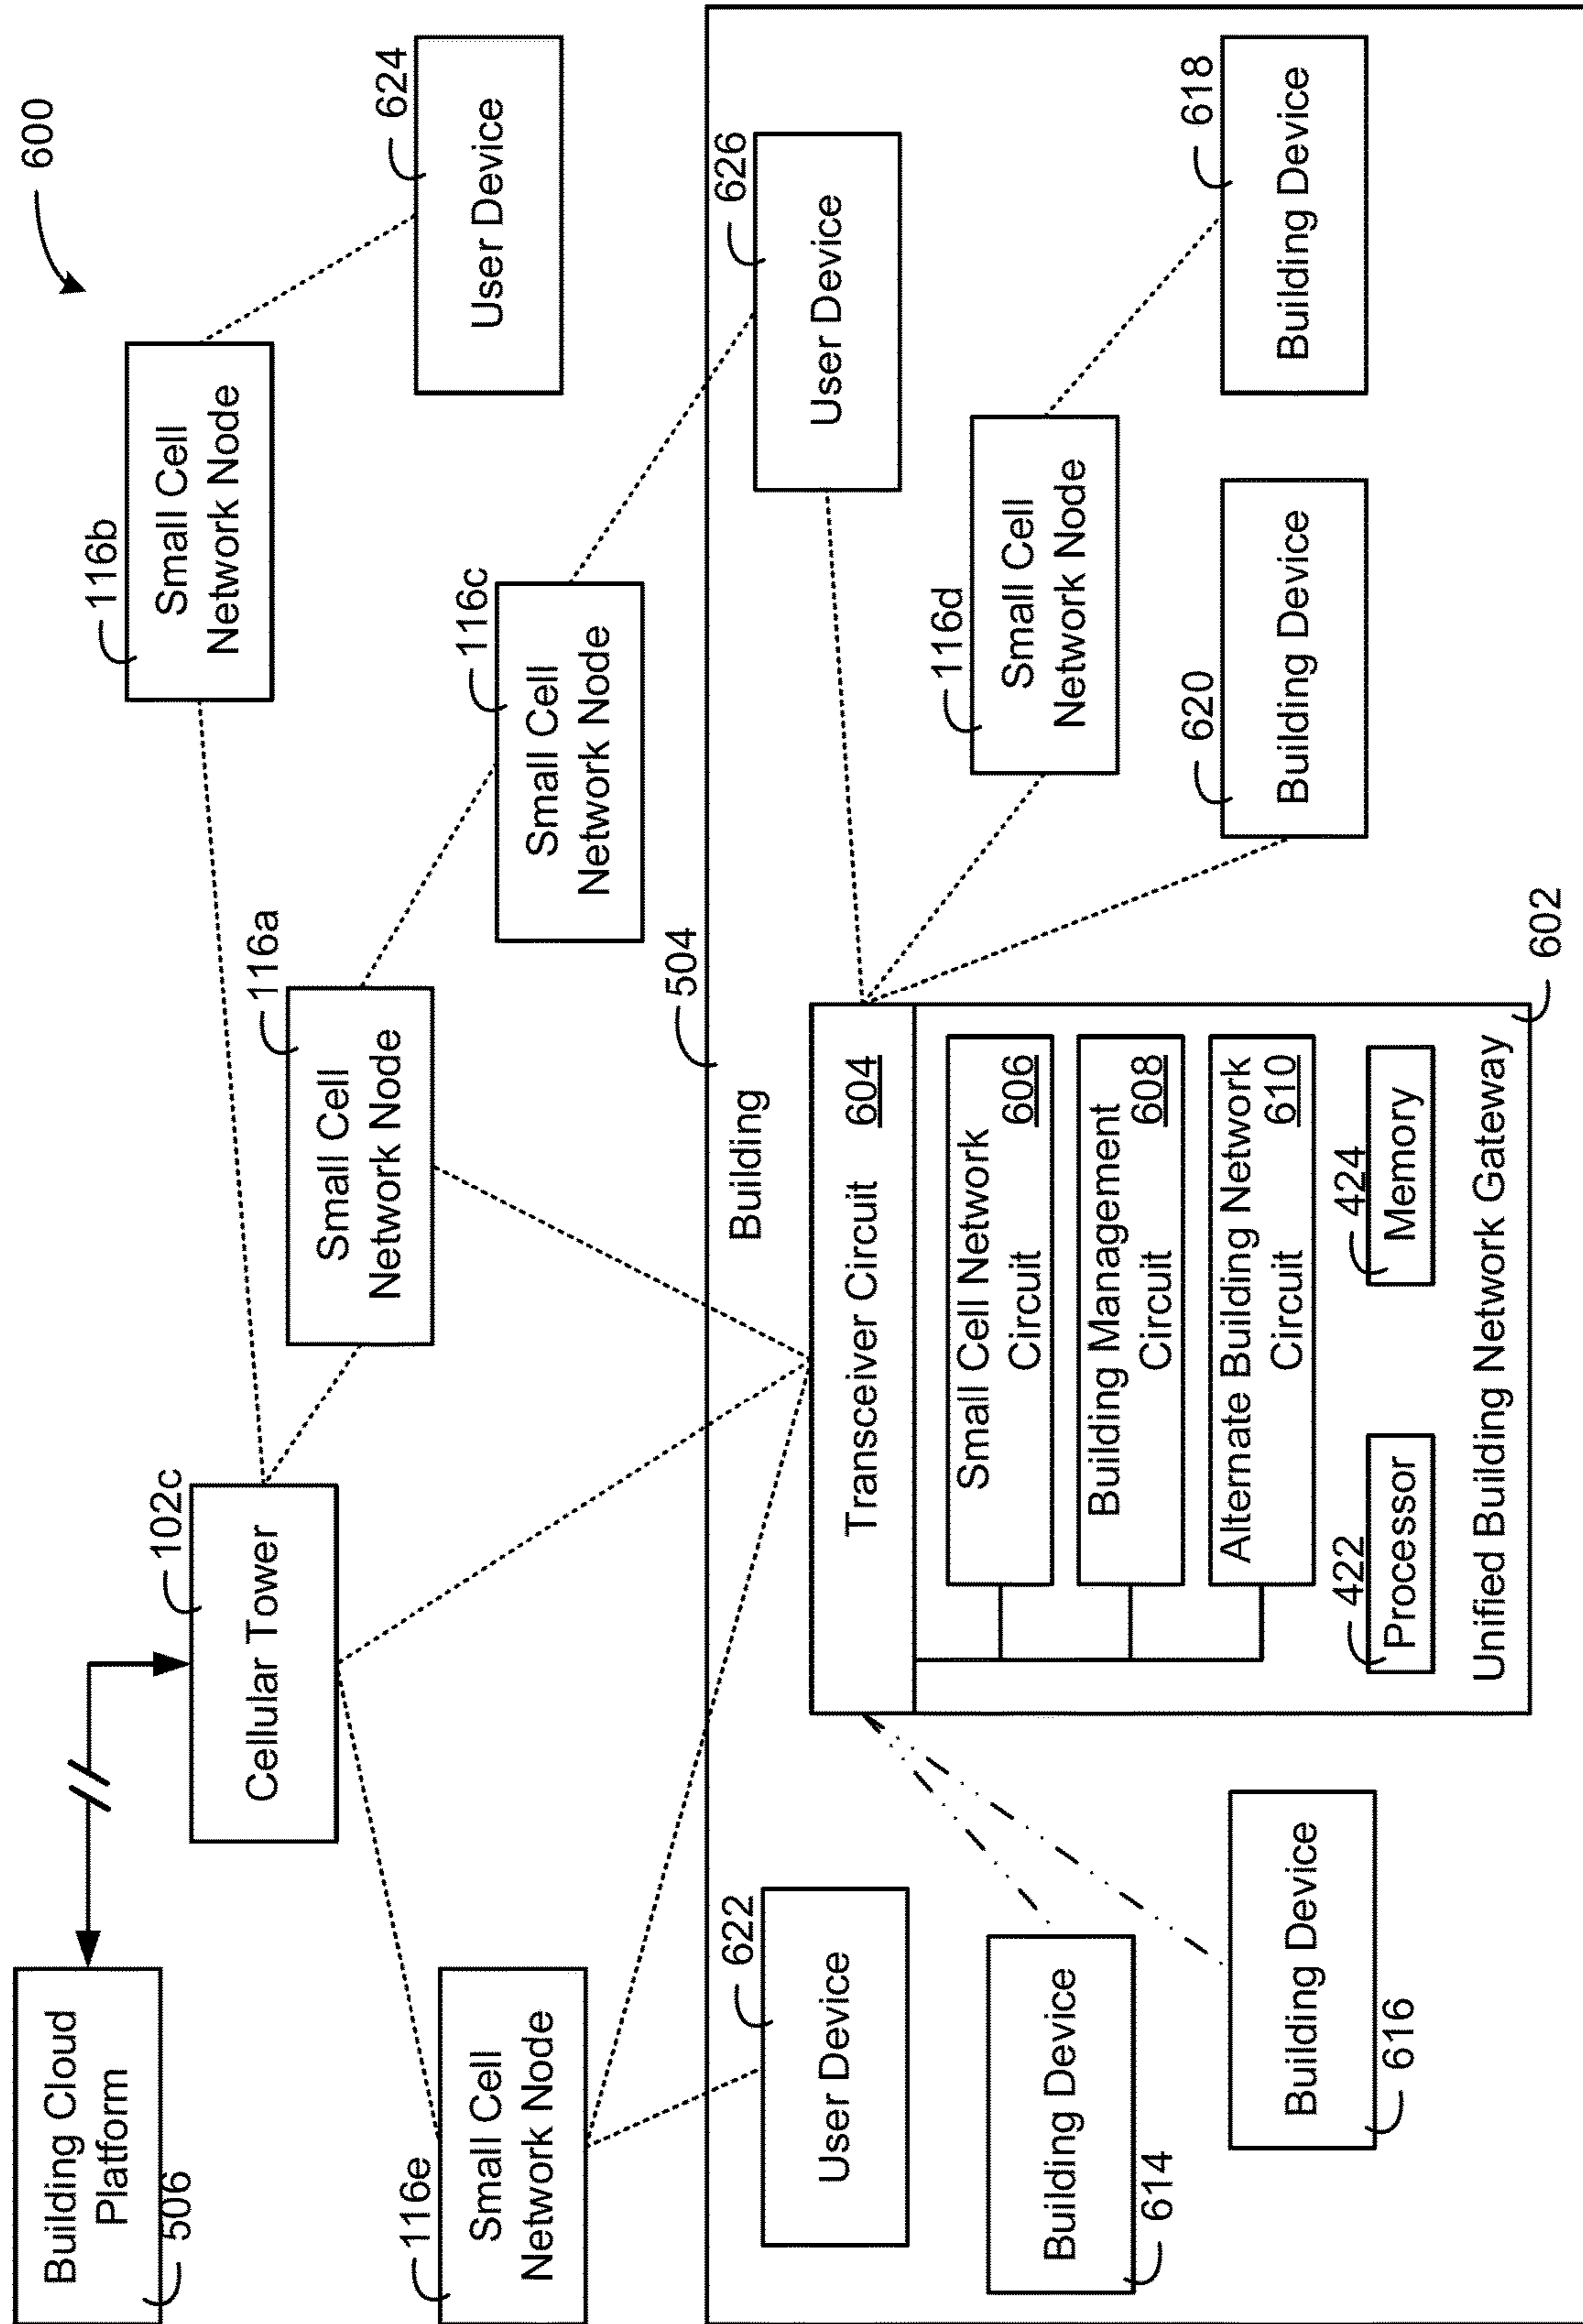 600
Building Cloud
Platform
506
102c
Cellular Tower
116b
Small Cell
Network Node
116a
Small Cell
Network Node
624
User Device
116e
Small Cell
Network Node
116c
Small Cell
Network Node
504
Building
622
User Device
626
User Device
Transceiver Circuit 604
Small Cell Network
Circuit 606
Building Management
Circuit 608
Alternate Building Network
Circuit 610
422
Processor
424
Memory
Unified Building Network Gateway
602
Building Device
614
Building Device
616
116d
Small Cell
Network Node
620
Building Device
618
Building Device